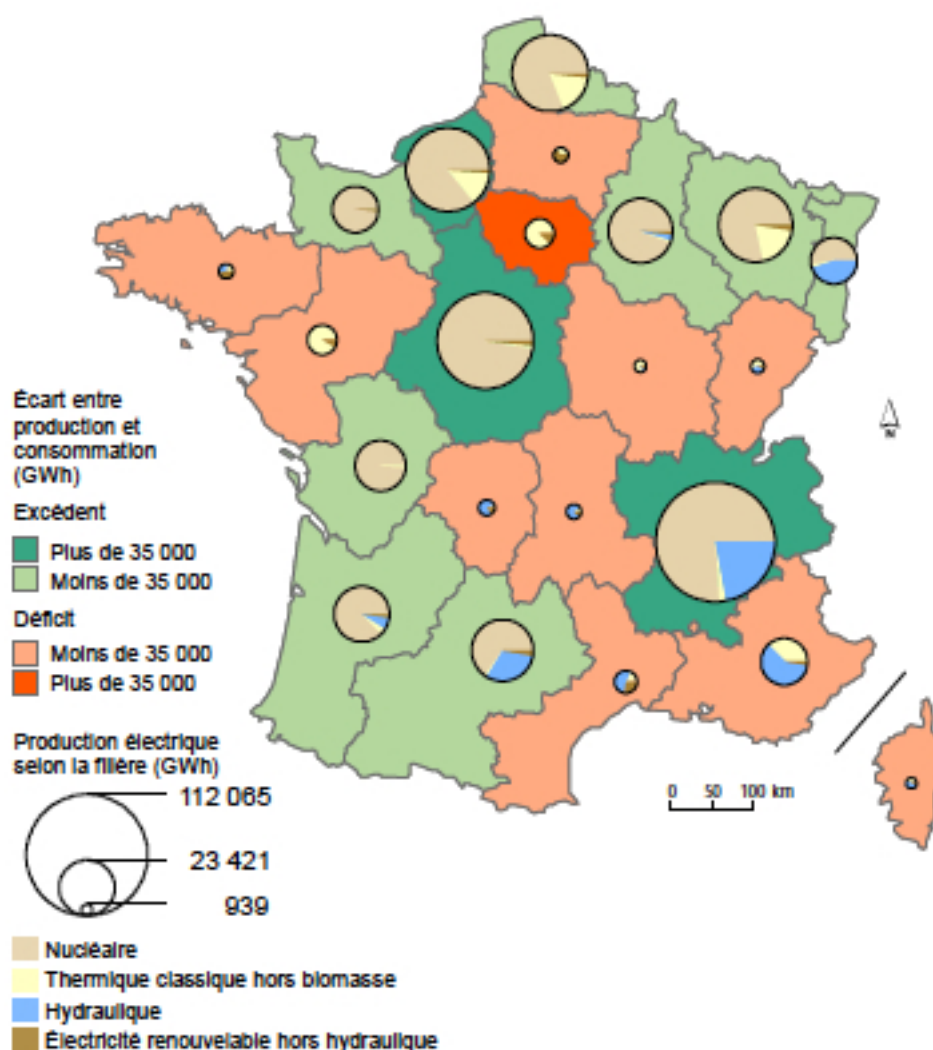 Écart entre
production et
consommation
(GWh)
Excédent
Plus de 35 000
Moins de 35 000
Déficit
Moins de 35 000
Plus de 35 000
Production électrique
selon la filière (GWh)
112 065
23 421
939
Nucléaire
Thermique classique hors biomasse
Hydraulique
Électricité renouvelable hors hydraulique
N
0 50 100 km